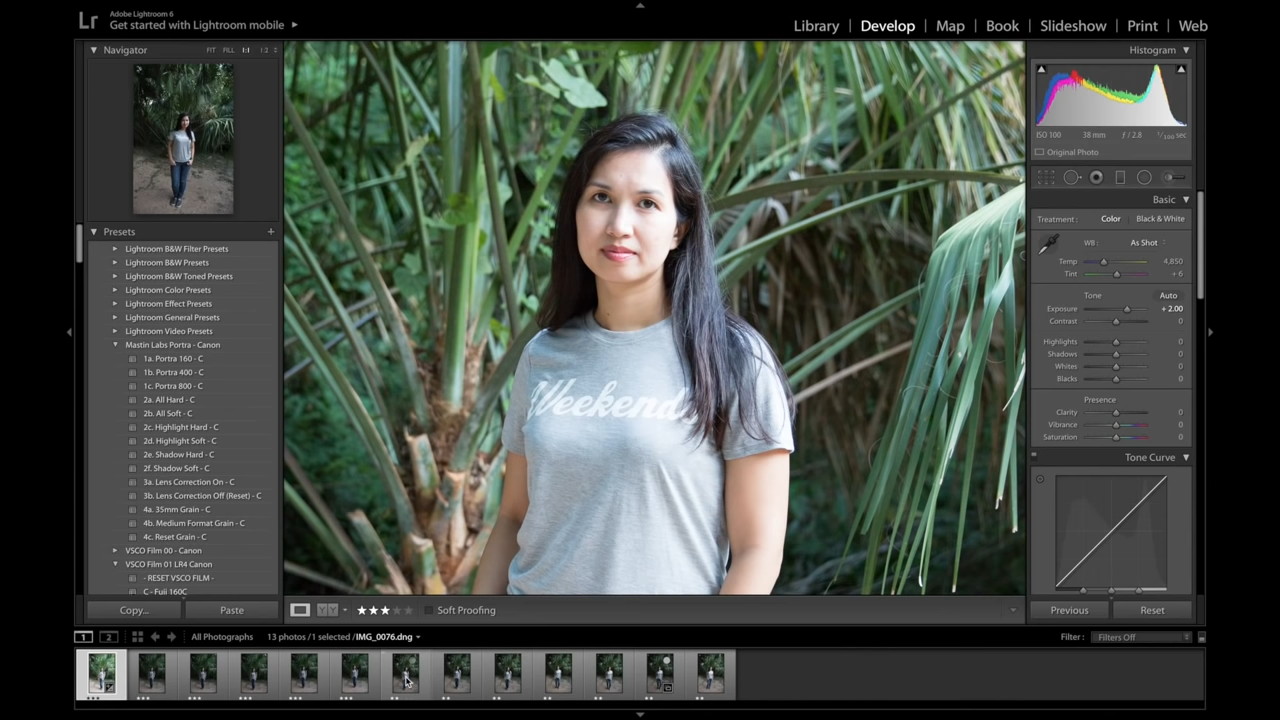 Lr
Adobe Lightroom 6
Get started with Lightroom mobile
Library | Develop | Map | Book | Slideshow | Print | Web
Navigator FIT FILL 1:1 1:2
Presets +
Lightroom B&W Filter Presets
Lightroom B&W Presets
Lightroom B&W Toned Presets
Lightroom Color Presets
Lightroom Effect Presets
Lightroom General Presets
Lightroom Video Presets
Mastin Labs Portra - Canon
1a. Portra 160 - C
1b. Portra 400 - C
1c. Portra 800 - C
2a. All Hard - C
2b. All Soft - C
2c. Highlight Hard - C
2d. Highlight Soft - C
2e. Shadow Hard - C
2f. Shadow Soft - C
3a. Lens Correction On - C
3b. Lens Correction Off (Reset) - C
4a. 35mm Grain - C
4b. Medium Format Grain - C
4c. Reset Grain - C
VSCO Film 00 - Canon
VSCO Film 01 LR4 Canon
- RESET VSCO FILM -
C - Fuji 160C
Copy... Paste
Weekend
Soft Proofing
Histogram
ISO 100 38 mm ƒ / 2.8 1/100 sec
Original Photo
Basic
Treatment : Color Black & White
WB : As Shot
Temp 4,850
Tint + 6
Tone Auto
Exposure + 2.00
Contrast 0
Highlights 0
Shadows 0
Whites 0
Blacks 0
Presence
Clarity 0
Vibrance 0
Saturation 0
Tone Curve
Previous Reset
1 2 All Photographs 13 photos / 1 selected / IMG_0076.dng
Filter : Filters Off